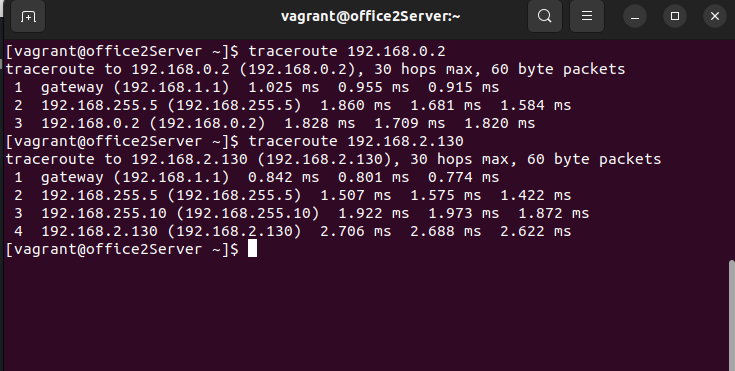 vagrant@office2Server:~
[vagrant@office2Server ~]$ traceroute 192.168.0.2
traceroute to 192.168.0.2 (192.168.0.2), 30 hops max, 60 byte packets
 1  gateway (192.168.1.1)  1.025 ms  0.955 ms  0.915 ms
 2  192.168.255.5 (192.168.255.5)  1.860 ms  1.681 ms  1.584 ms
 3  192.168.0.2 (192.168.0.2)  1.828 ms  1.709 ms  1.820 ms
[vagrant@office2Server ~]$ traceroute 192.168.2.130
traceroute to 192.168.2.130 (192.168.2.130), 30 hops max, 60 byte packets
 1  gateway (192.168.1.1)  0.842 ms  0.801 ms  0.774 ms
 2  192.168.255.5 (192.168.255.5)  1.507 ms  1.575 ms  1.422 ms
 3  192.168.255.10 (192.168.255.10)  1.922 ms  1.973 ms  1.872 ms
 4  192.168.2.130 (192.168.2.130)  2.706 ms  2.688 ms  2.622 ms
[vagrant@office2Server ~]$